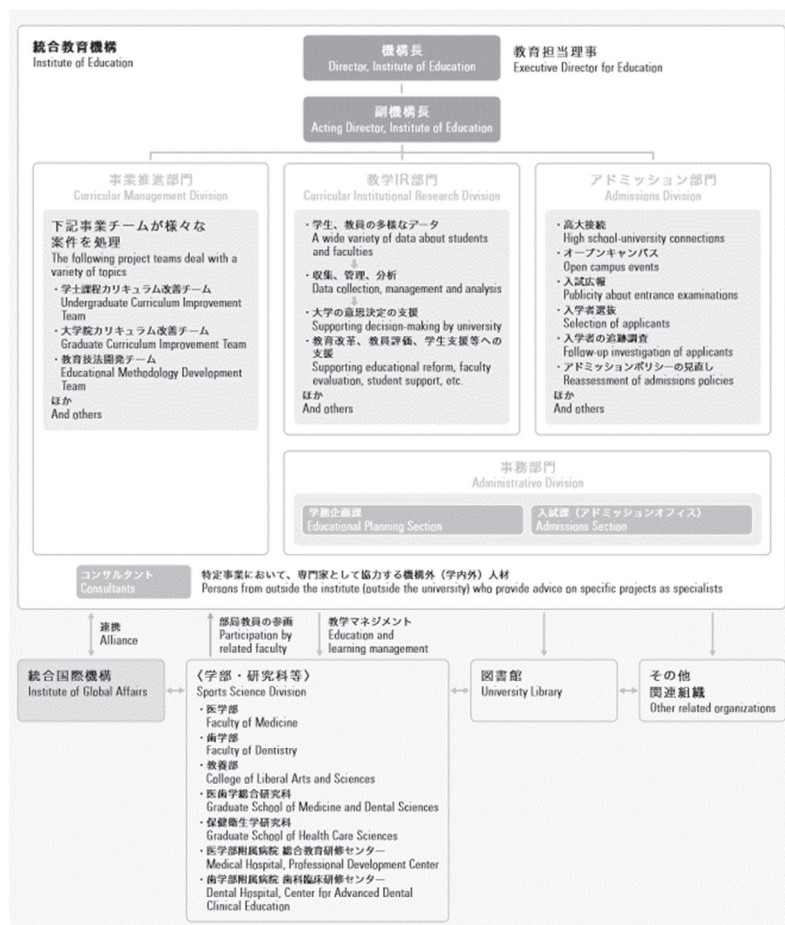 統合教育機構
Institute of Education
機構長
Director, Institute of Education
教育担当理事
Executive Director for Education
副機構長
Acting Director, Institute of Education
事業推進部門
Curricular Management Division
下記事業チームが様々な
案件を処理
The following project teams deal with a
variety of topics
・学士課程カリキュラム改善チーム
Undergraduate Curriculum Improvement
Team
・大学院カリキュラム改善チーム
Graduate Curriculum Improvement Team
・教育技法開発チーム
Educational Methodology Development
Team
ほか
And others
教学IR部門
Curricular Institutional Research Division
・学生、教員の多様なデータ
A wide variety of data about students
and faculties
・収集、管理、分析
Data collection, management and analysis
・大学の意思決定の支援
Supporting decision-making by university
・教育改革、教員評価、学生支援等への
支援
Supporting educational reform, faculty
evaluation, student support, etc.
ほか
And others
アドミッション部門
Admissions Division
・高大接続
High school-university connections
・オープンキャンパス
Open campus events
・入試広報
Publicity about entrance examinations
・入学者選抜
Selection of applicants
・入学者の追跡調査
Follow-up investigation of applicants
・アドミッションポリシーの見直し
Reassessment of admissions policies
ほか
And others
事務部門
Administrative Division
学務企画課
Educational Planning Section
入試課（アドミッションオフィス）
Admissions Section
コンサルタント
Consultants
特定事業において、専門家として協力する機構外（学内外）人材
Persons from outside the institute (outside the university) who provide advice on specific projects as specialists
連携
Alliance
部局教員の参画
Participation by
related faculty
教学マネジメント
Education and
learning management
統合国際機構
Institute of Global Affairs
〈学部・研究科等〉
Sports Science Division
・医学部
Faculty of Medicine
・歯学部
Faculty of Dentistry
・教養部
College of Liberal Arts and Sciences
・医歯学総合研究科
Graduate School of Medicine and Dental Sciences
・保健衛生学研究科
Graduate School of Health Care Sciences
・医学部附属病院 総合教育研修センター
Medical Hospital, Professional Development Center
・歯学部附属病院 歯科臨床研修センター
Dental Hospital, Center for Advanced Dental
Clinical Education
図書館
University Library
その他
関連組織
Other related organizations